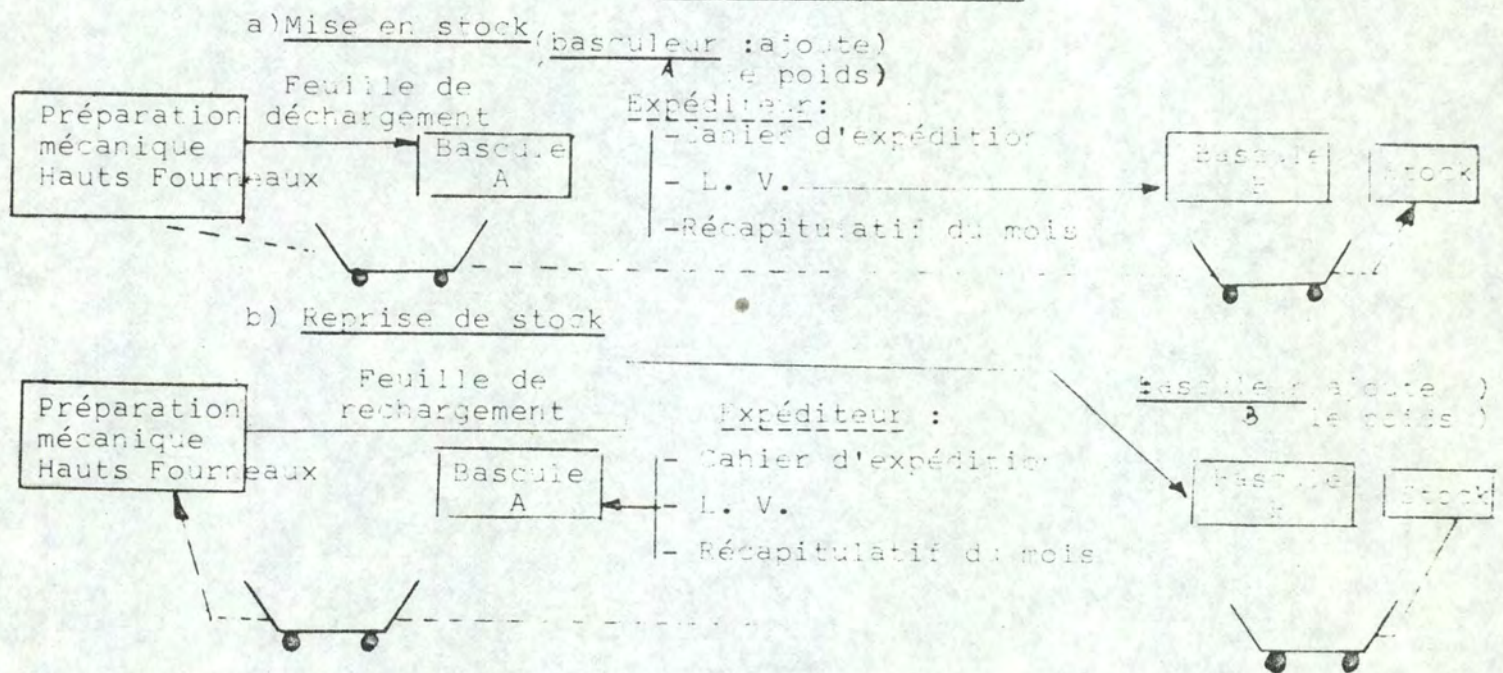 a) Mise en stock (basculeur : ajoute)
A le poids)
Feuille de
déchargement
Préparation
mécanique
Hauts Fourneaux
Bascule
A
Expéditeur:
- Cahier d'expédition
- L. V.
-Récapitulatif du mois
Bascule
Stock
b) Reprise de stock
Feuille de
rechargement
Préparation
mécanique
Hauts Fourneaux
Bascule
A
Expéditeur :
- Cahier d'expédition
- L. V.
- Récapitulatif du mois
Basculeur ajoute )
B le poids )
Bascule
Stock